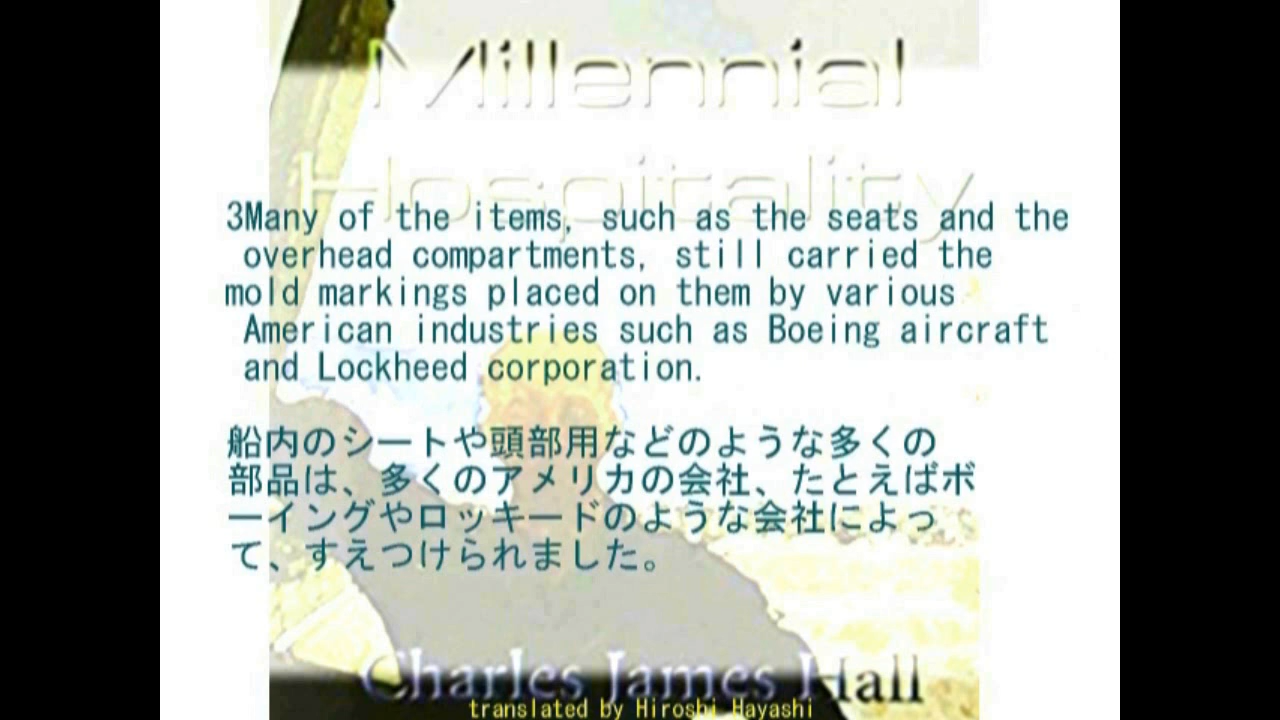 Millennial
Hospitality
3Many of the items, such as the seats and the
overhead compartments, still carried the
mold markings placed on them by various
American industries such as Boeing aircraft
and Lockheed corporation.
船内のシートや頭部用などのような多くの
部品は、多くのアメリカの会社、たとえばボ
ーイングやロッキードのような会社によっ
て、すえつけられました。
Charles James Hall
translated by Hiroshi Hayashi